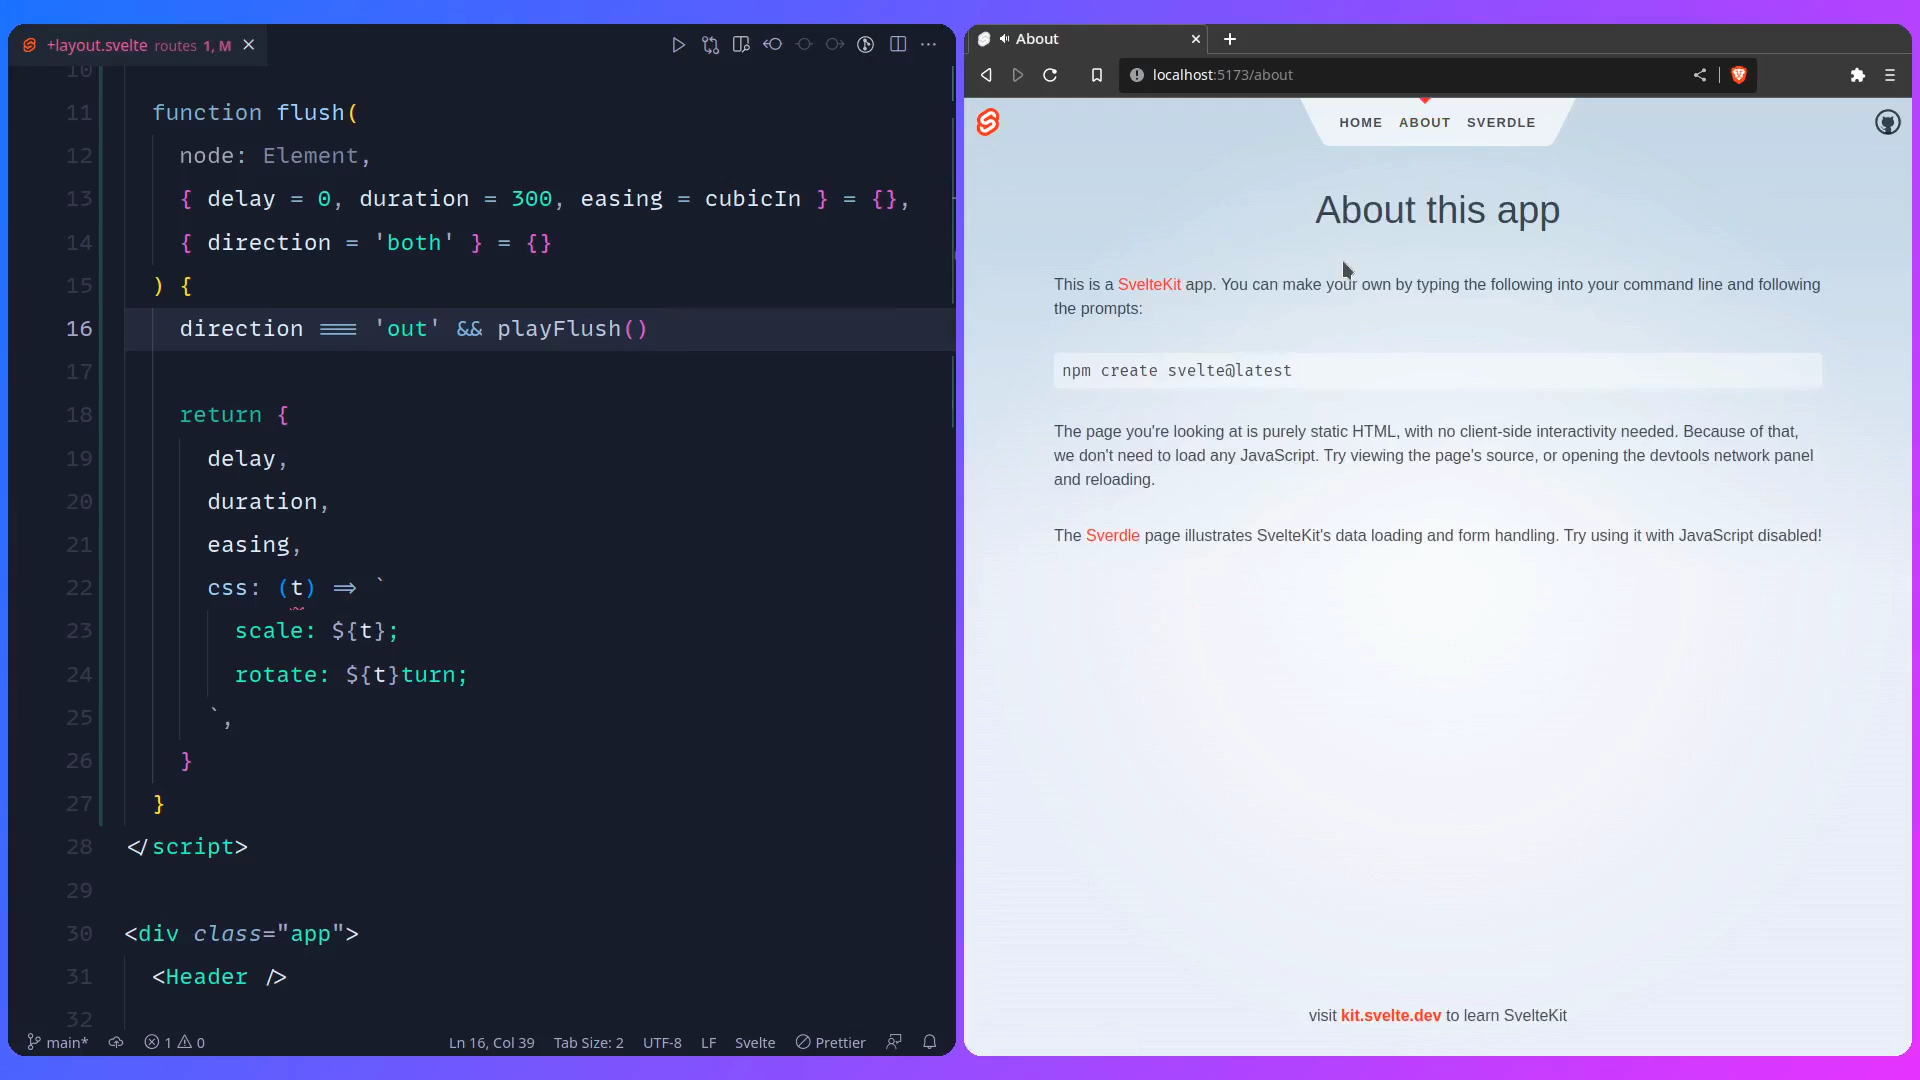 +layout.svelte routes 1, M
10
11 function flush(
12 node: Element,
13 { delay = 0, duration = 300, easing = cubicIn } = {},
14 { direction = 'both' } = {}
15 ) {
16 direction === 'out' && playFlush()
17
18 return {
19 delay,
20 duration,
21 easing,
22 css: (t) => `
23 scale: ${t};
24 rotate: ${t}turn;
25 `,
26 }
27 }
28 </script>
29
30 <div class="app">
31 <Header />
32
main* 1 0 Ln 16, Col 39 Tab Size: 2 UTF-8 LF Svelte Prettier
About
localhost:5173/about
HOME ABOUT SVERDLE
About this app
This is a SvelteKit app. You can make your own by typing the following into your command line and following
the prompts:
npm create svelte@latest
The page you're looking at is purely static HTML, with no client-side interactivity needed. Because of that,
we don't need to load any JavaScript. Try viewing the page's source, or opening the devtools network panel
and reloading.
The Sverdle page illustrates SvelteKit's data loading and form handling. Try using it with JavaScript disabled!
visit kit.svelte.dev to learn SvelteKit